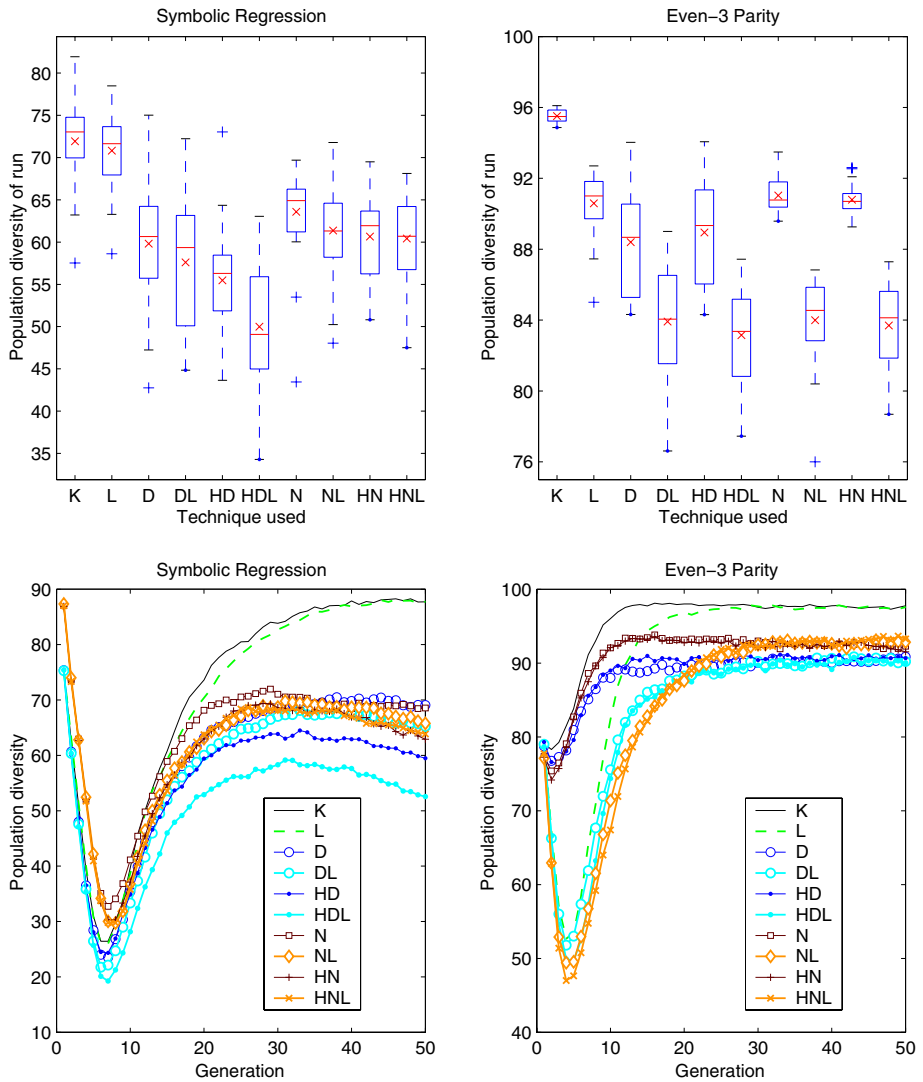 Symbolic Regression
80
75
70
65
60
55
50
45
40
35
Population diversity of run
K L D DL HD HDL N NL HN HNL
Technique used
Even-3 Parity
100
96
92
88
84
80
76
Population diversity of run
K L D DL HD HDL N NL HN HNL
Technique used
Symbolic Regression
90
80
70
60
50
40
30
20
10
Population diversity
0 10 20 30 40 50
Generation
K
L
D
DL
HD
HDL
N
NL
HN
HNL
Even-3 Parity
100
90
80
70
60
50
40
Population diversity
0 10 20 30 40 50
Generation
K
L
D
DL
HD
HDL
N
NL
HN
HNL